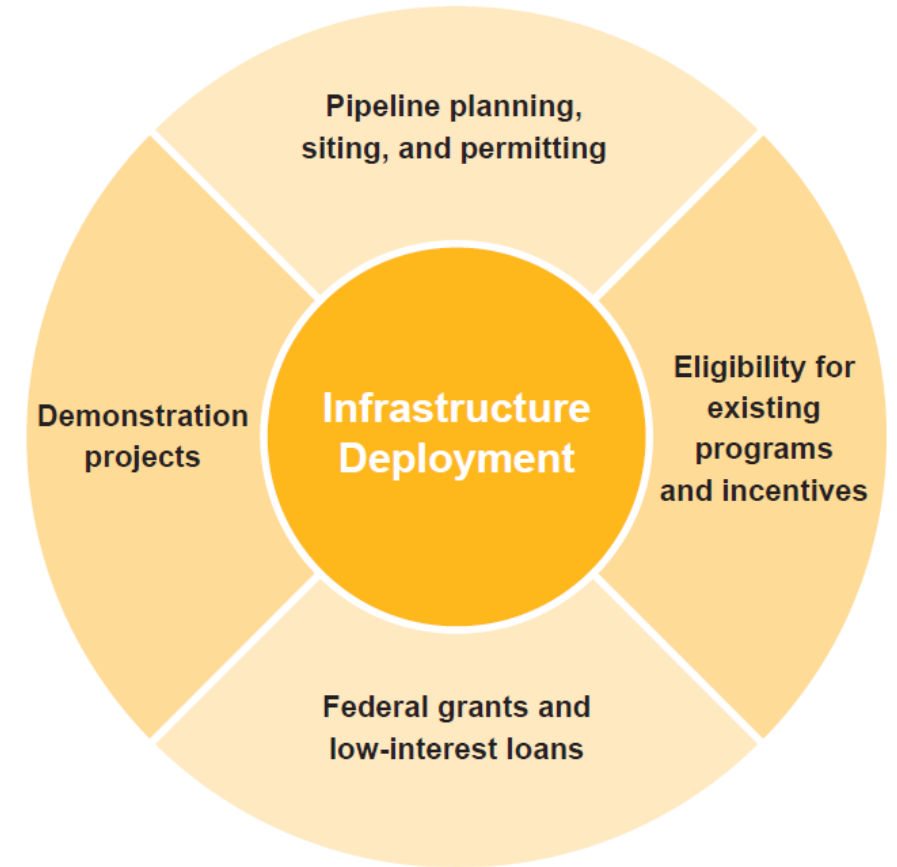 Pipeline planning,
siting, and permitting
Eligibility for
existing
programs
and incentives
Infrastructure
Deployment
Demonstration
projects
Federal grants and
low-interest loans